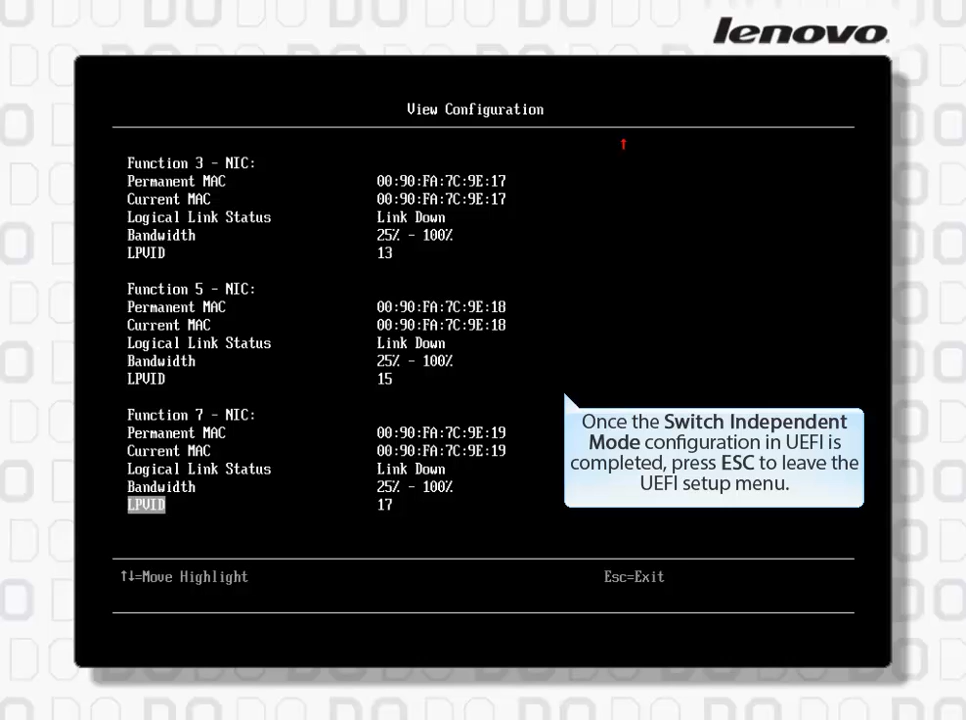 lenovo
View Configuration
↑
Function 3 - NIC:
Permanent MAC 00:90:FA:7C:9E:17
Current MAC 00:90:FA:7C:9E:17
Logical Link Status Link Down
Bandwidth 25% - 100%
LPVID 13
Function 5 - NIC:
Permanent MAC 00:90:FA:7C:9E:18
Current MAC 00:90:FA:7C:9E:18
Logical Link Status Link Down
Bandwidth 25% - 100%
LPVID 15
Function 7 - NIC:
Permanent MAC 00:90:FA:7C:9E:19
Current MAC 00:90:FA:7C:9E:19
Logical Link Status Link Down
Bandwidth 25% - 100%
LPVID 17
Once the Switch Independent
Mode configuration in UEFI is
completed, press ESC to leave the
UEFI setup menu.
↑↓=Move Highlight Esc=Exit